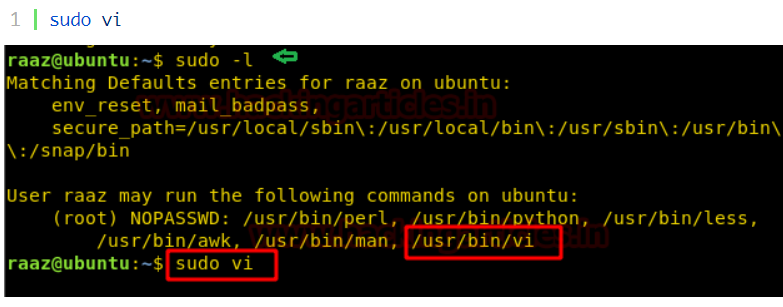 1 sudo vi
raaz@ubuntu:~$ sudo -l
Matching Defaults entries for raaz on ubuntu:
env_reset, mail_badpass,
secure_path=/usr/local/sbin\:/usr/local/bin\:/usr/sbin\:/usr/bin\
\:/snap/bin
www.hackingarticles.in
User raaz may run the following commands on ubuntu:
(root) NOPASSWD: /usr/bin/perl, /usr/bin/python, /usr/bin/less,
/usr/bin/awk, /usr/bin/man, /usr/bin/vi
raaz@ubuntu:~$ sudo vi